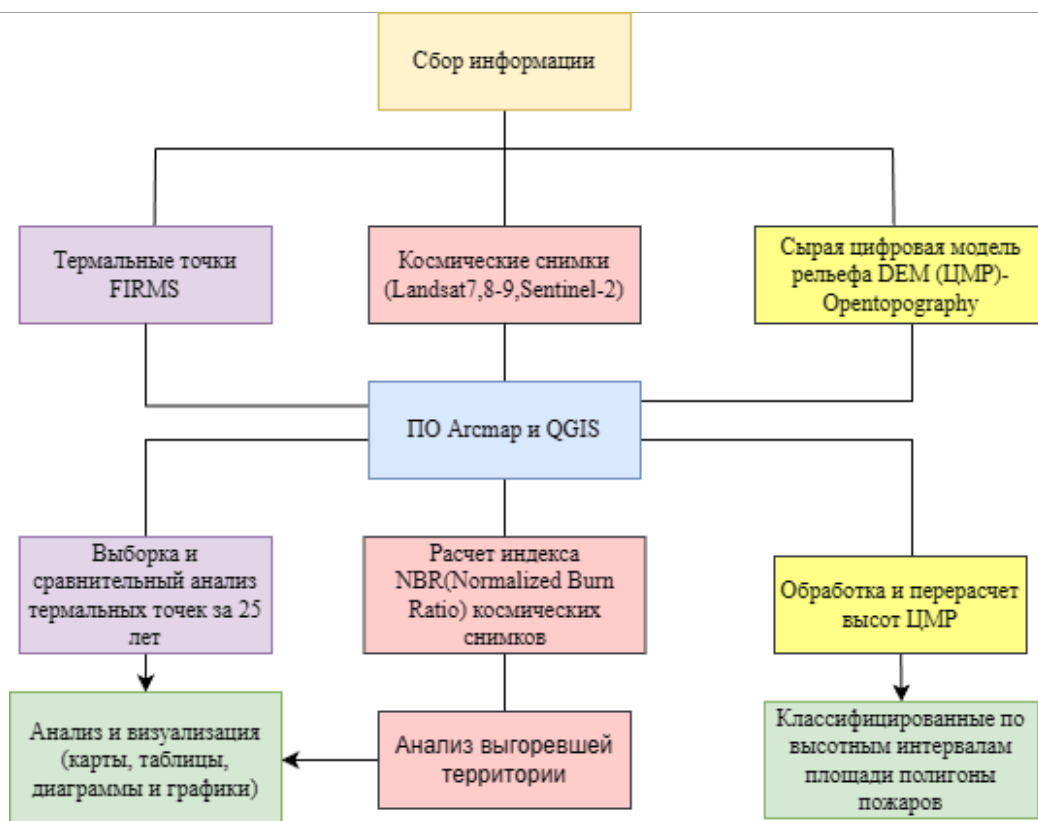 Сбор информации
Термальные точки
FIRMS
Космические снимки
(Landsat7,8-9,Sentinel-2)
Сырая цифровая модель
рельефа DEM (ЦМР)-
Opentopography
ПО Arcmap и QGIS
Выборка и
сравнительный анализ
термальных точек за 25
лет
Расчет индекса
NBR(Normalized Burn
Ratio) космических
снимков
Обработка и перерасчет
высот ЦМР
Анализ и визуализация
(карты, таблицы,
диаграммы и графики)
Анализ выгоревшей
территории
Классифицированные по
высотным интервалам
площади полигоны
пожаров